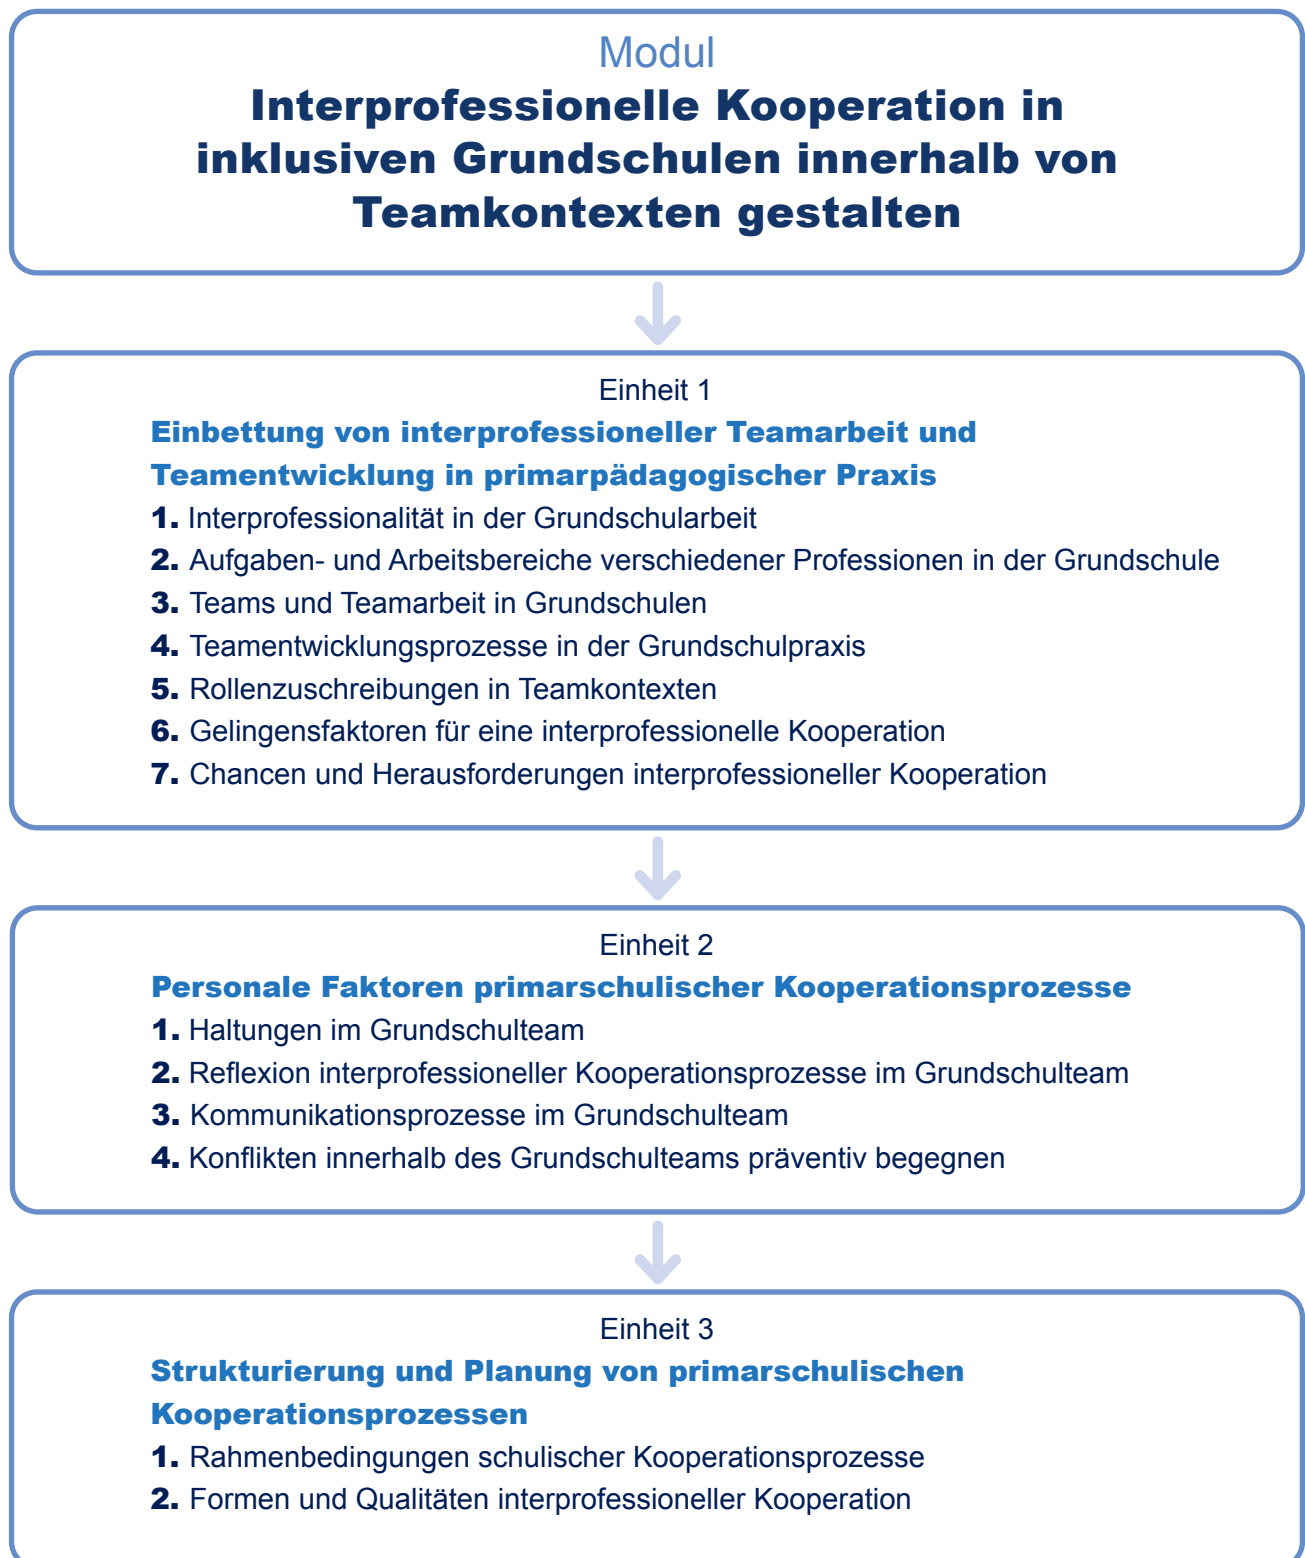 Modul
Interprofessionelle Kooperation in
inklusiven Grundschulen innerhalb von
Teamkontexten gestalten
Einheit 1
Einbettung von interprofessioneller Teamarbeit und
Teamentwicklung in primarpädagogischer Praxis
1. Interprofessionalität in der Grundschularbeit
2. Aufgaben- und Arbeitsbereiche verschiedener Professionen in der Grundschule
3. Teams und Teamarbeit in Grundschulen
4. Teamentwicklungsprozesse in der Grundschulpraxis
5. Rollenzuschreibungen in Teamkontexten
6. Gelingensfaktoren für eine interprofessionelle Kooperation
7. Chancen und Herausforderungen interprofessioneller Kooperation
Einheit 2
Personale Faktoren primarschulischer Kooperationsprozesse
1. Haltungen im Grundschulteam
2. Reflexion interprofessioneller Kooperationsprozesse im Grundschulteam
3. Kommunikationsprozesse im Grundschulteam
4. Konflikten innerhalb des Grundschulteams präventiv begegnen
Einheit 3
Strukturierung und Planung von primarschulischen
Kooperationsprozessen
1. Rahmenbedingungen schulischer Kooperationsprozesse
2. Formen und Qualitäten interprofessioneller Kooperation